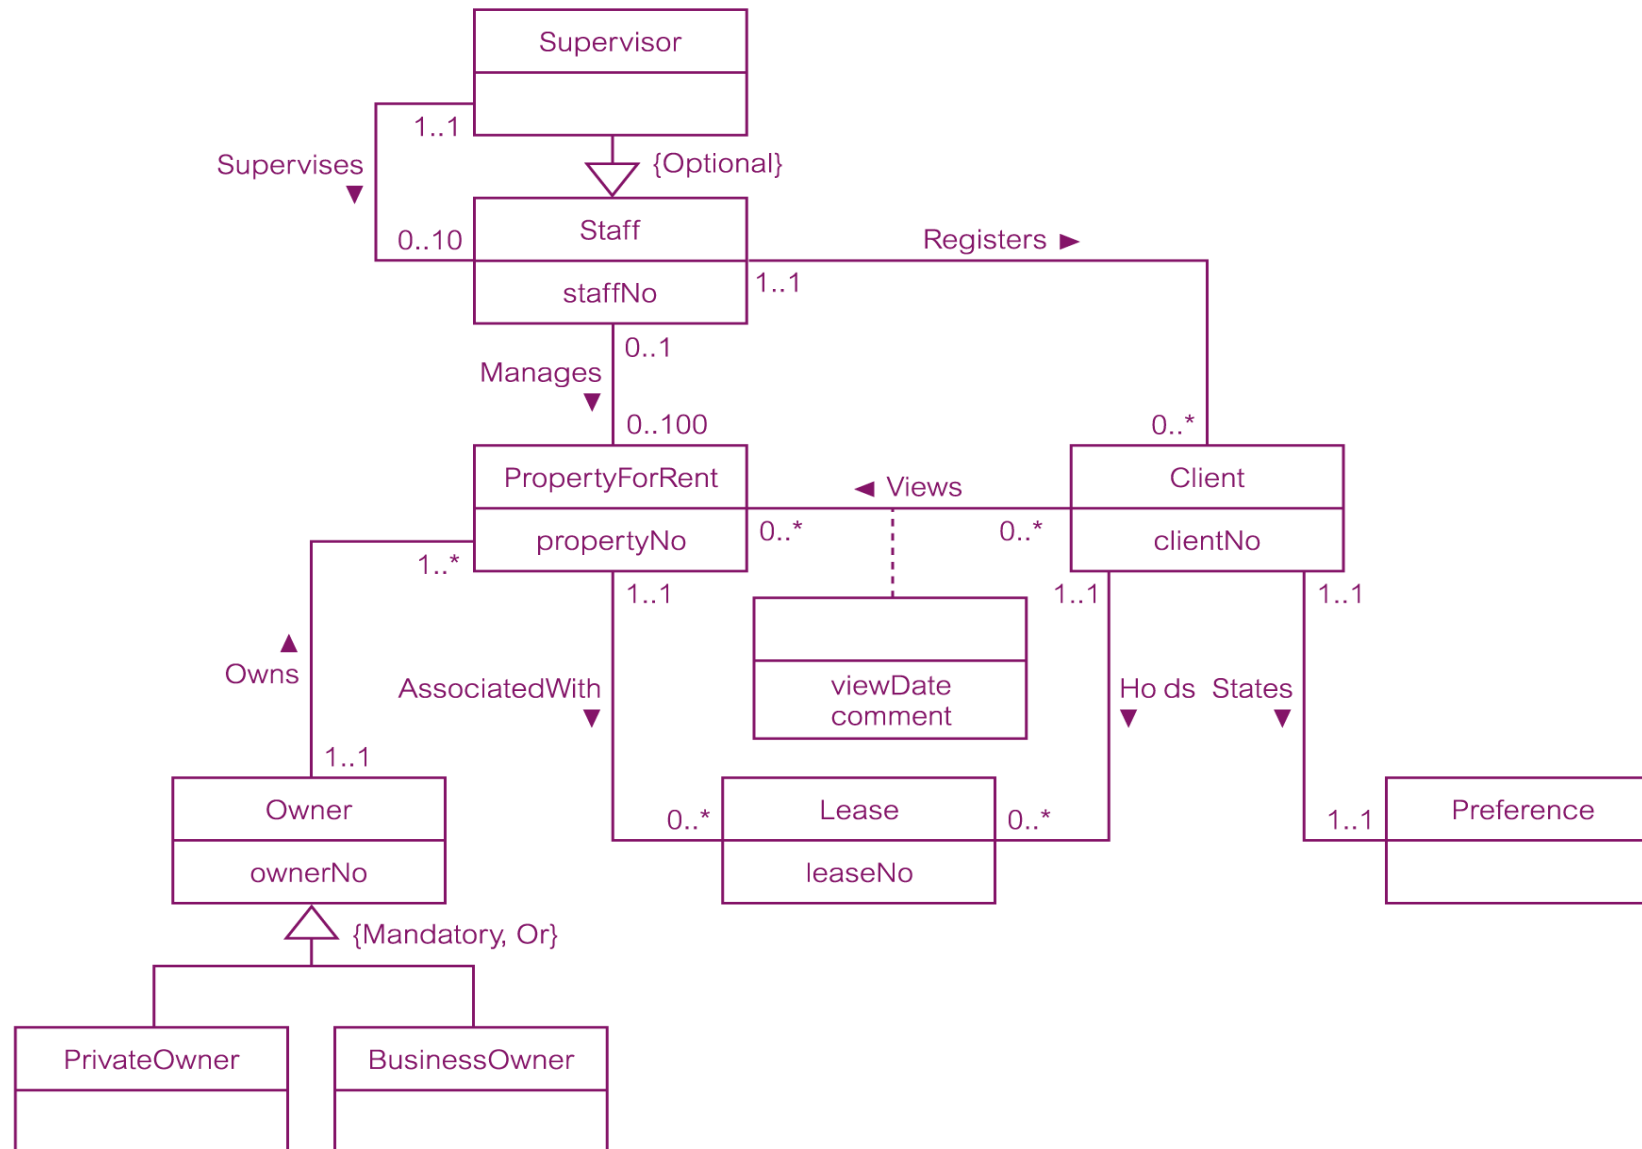 Supervisor
1..1
Supervises
{Optional}
Staff
0..10
Registers
staffNo
1..1
0..1
Manages
0..100
0..*
PropertyForRent
Views
Client
propertyNo
0..*
0..*
clientNo
1..*
1..1
1..1
1..1
Owns
AssociatedWith
viewDate
comment
Ho ds
States
1..1
Owner
0..*
Lease
0..*
1..1
Preference
ownerNo
leaseNo
{Mandatory, Or}
PrivateOwner
BusinessOwner